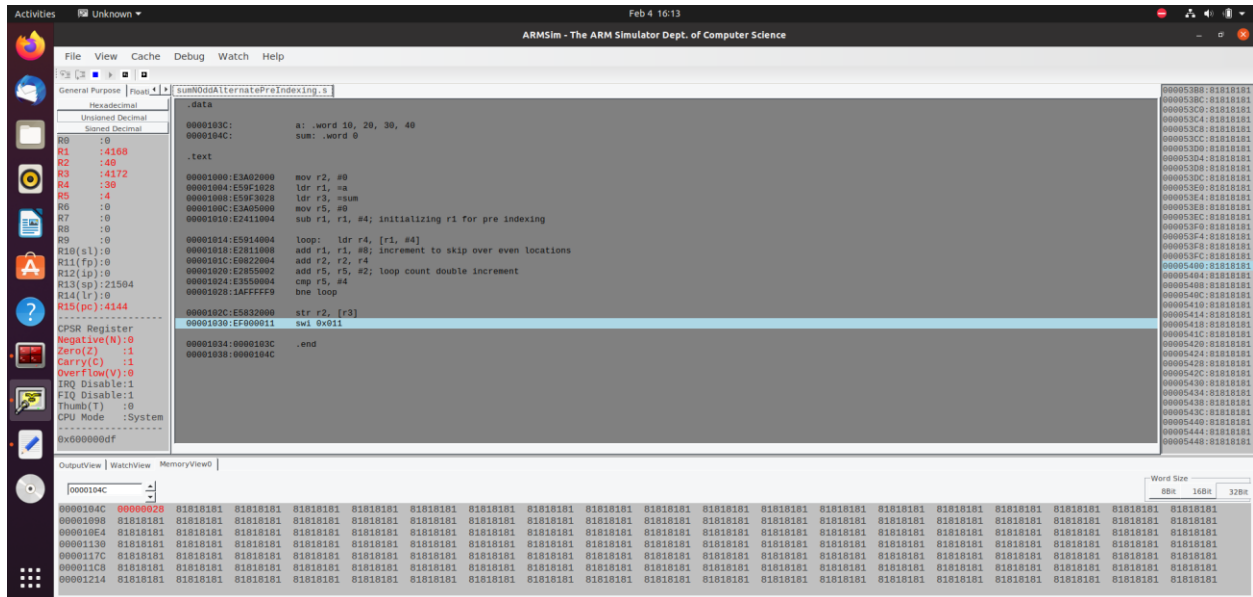 Activities Unknown Feb 4 16:13
ARMSim - The ARM Simulator Dept. of Computer Science
File View Cache Debug Watch Help
General Purpose Floati sumNOddAlternatePreIndexing.s
Hexadecimal
Unsigned Decimal
Signed Decimal
R0 :0
R1 :4168
R2 :40
R3 :4172
R4 :30
R5 :4
R6 :0
R7 :0
R8 :0
R9 :0
R10(sl):0
R11(fp):0
R12(ip):0
R13(sp):21504
R14(lr):0
R15(pc):4144
------------------
CPSR Register
Negative(N):0
Zero(Z) :1
Carry(C) :1
Overflow(V):0
IRQ Disable:1
FIQ Disable:1
Thumb(T) :0
CPU Mode :System
------------------
0x600000df
.data
0000103C: a: .word 10, 20, 30, 40
0000104C: sum: .word 0
.text
00001000:E3A02000 mov r2, #0
00001004:E59F1028 ldr r1, =a
00001008:E59F3028 ldr r3, =sum
0000100C:E3A05000 mov r5, #0
00001010:E2411004 sub r1, r1, #4; initializing r1 for pre indexing
00001014:E5914004 loop: ldr r4, [r1, #4]
00001018:E2811008 add r1, r1, #8; increment to skip over even locations
0000101C:E0822004 add r2, r2, r4
00001020:E2855002 add r5, r5, #2; loop count double increment
00001024:E3550004 cmp r5, #4
00001028:1AFFFFF9 bne loop
0000102C:E5832000 str r2, [r3]
00001030:EF000011 swi 0x011
00001034:0000103C .end
00001038:0000104C
000053B8:81818181
000053BC:81818181
000053C0:81818181
000053C4:81818181
000053C8:81818181
000053CC:81818181
000053D0:81818181
000053D4:81818181
000053D8:81818181
000053DC:81818181
000053E0:81818181
000053E4:81818181
000053E8:81818181
000053EC:81818181
000053F0:81818181
000053F4:81818181
000053F8:81818181
000053FC:81818181
00005400:81818181
00005404:81818181
00005408:81818181
0000540C:81818181
00005410:81818181
00005414:81818181
00005418:81818181
0000541C:81818181
00005420:81818181
00005424:81818181
00005428:81818181
0000542C:81818181
00005430:81818181
00005434:81818181
00005438:81818181
0000543C:81818181
00005440:81818181
00005444:81818181
00005448:81818181
OutputView WatchView MemoryView0
0000104C
Word Size
8Bit 16Bit 32Bit
0000104C 00000028 81818181 81818181 81818181 81818181 81818181 81818181 81818181 81818181 81818181 81818181 81818181 81818181 81818181 81818181 81818181 81818181 81818181 81818181
00001098 81818181 81818181 81818181 81818181 81818181 81818181 81818181 81818181 81818181 81818181 81818181 81818181 81818181 81818181 81818181 81818181 81818181 81818181 81818181
000010E4 81818181 81818181 81818181 81818181 81818181 81818181 81818181 81818181 81818181 81818181 81818181 81818181 81818181 81818181 81818181 81818181 81818181 81818181 81818181
00001130 81818181 81818181 81818181 81818181 81818181 81818181 81818181 81818181 81818181 81818181 81818181 81818181 81818181 81818181 81818181 81818181 81818181 81818181 81818181
0000117C 81818181 81818181 81818181 81818181 81818181 81818181 81818181 81818181 81818181 81818181 81818181 81818181 81818181 81818181 81818181 81818181 81818181 81818181 81818181
000011C8 81818181 81818181 81818181 81818181 81818181 81818181 81818181 81818181 81818181 81818181 81818181 81818181 81818181 81818181 81818181 81818181 81818181 81818181 81818181
00001214 81818181 81818181 81818181 81818181 81818181 81818181 81818181 81818181 81818181 81818181 81818181 81818181 81818181 81818181 81818181 81818181 81818181 81818181 81818181